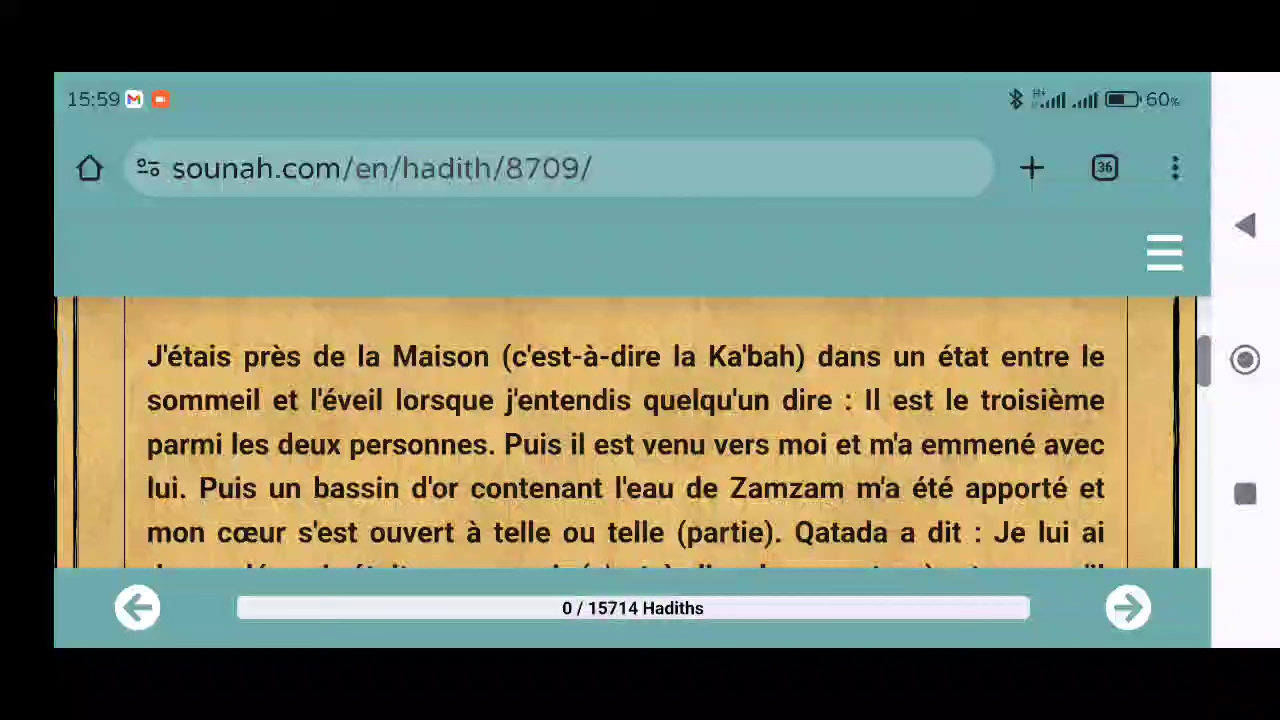 15:59
60%
sounah.com/en/hadith/8709/
36
J'étais près de la Maison (c'est-à-dire la Ka'bah) dans un état entre le
sommeil et l'éveil lorsque j'entendis quelqu'un dire : Il est le troisième
parmi les deux personnes. Puis il est venu vers moi et m'a emmené avec
lui. Puis un bassin d'or contenant l'eau de Zamzam m'a été apporté et
mon cœur s'est ouvert à telle ou telle (partie). Qatada a dit : Je lui ai
0 / 15714 Hadiths